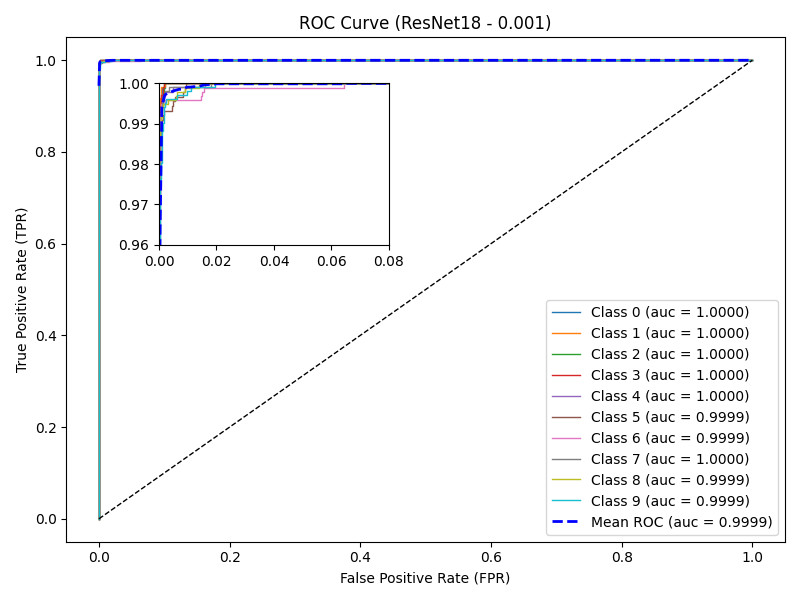 ROC Curve (ResNet18 - 0.001)
True Positive Rate (TPR)
1.0
0.8
0.6
0.4
0.2
0.0
1.00
0.99
0.98
0.97
0.96
0.00 0.02 0.04 0.06 0.08
Class 0 (auc = 1.0000)
Class 1 (auc = 1.0000)
Class 2 (auc = 1.0000)
Class 3 (auc = 1.0000)
Class 4 (auc = 1.0000)
Class 5 (auc = 0.9999)
Class 6 (auc = 0.9999)
Class 7 (auc = 1.0000)
Class 8 (auc = 0.9999)
Class 9 (auc = 0.9999)
Mean ROC (auc = 0.9999)
0.0 0.2 0.4 0.6 0.8 1.0
False Positive Rate (FPR)